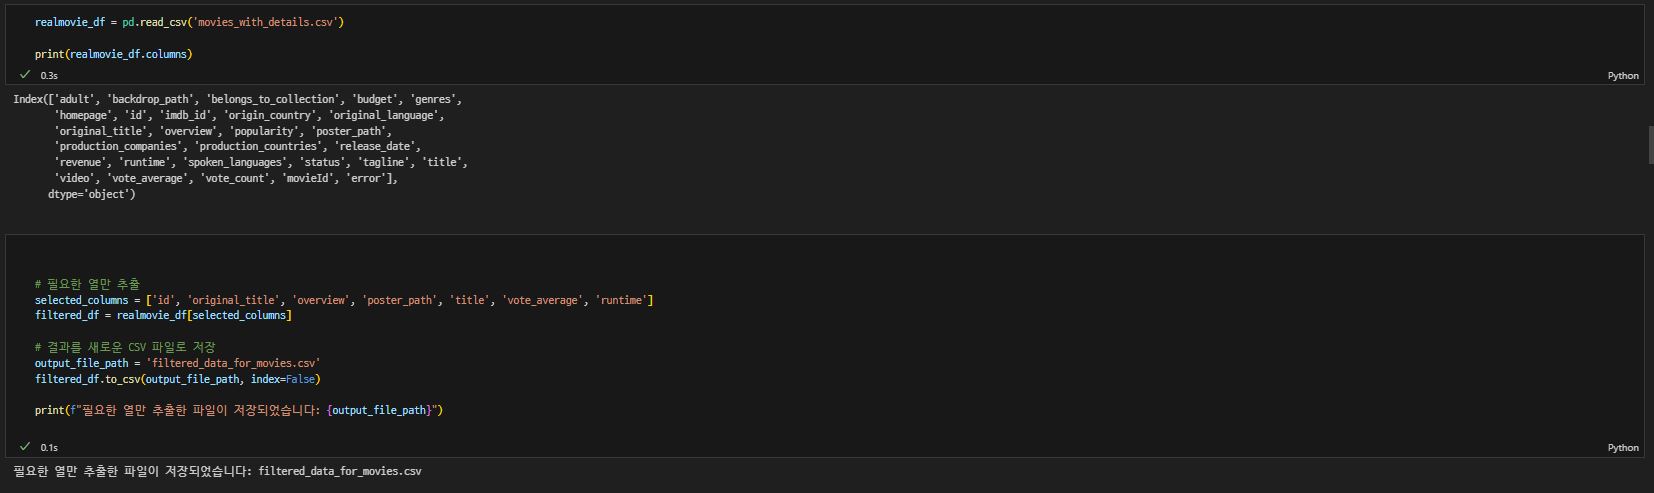 realmovie_df = pd.read_csv('movies_with_details.csv')
print(realmovie_df.columns)
0.3s
Python
Index(['adult', 'backdrop_path', 'belongs_to_collection', 'budget', 'genres',
'homepage', 'id', 'imdb_id', 'origin_country', 'original_language',
'original_title', 'overview', 'popularity', 'poster_path',
'production_companies', 'production_countries', 'release_date',
'revenue', 'runtime', 'spoken_languages', 'status', 'tagline', 'title',
'video', 'vote_average', 'vote_count', 'movieId', 'error'],
dtype='object')
# 필요한 열만 추출
selected_columns = ['id', 'original_title', 'overview', 'poster_path', 'title', 'vote_average', 'runtime']
filtered_df = realmovie_df[selected_columns]
# 결과를 새로운 CSV 파일로 저장
output_file_path = 'filtered_data_for_movies.csv'
filtered_df.to_csv(output_file_path, index=False)
print(f"필요한 열만 추출한 파일이 저장되었습니다: {output_file_path}")
0.1s
Python
필요한 열만 추출한 파일이 저장되었습니다: filtered_data_for_movies.csv